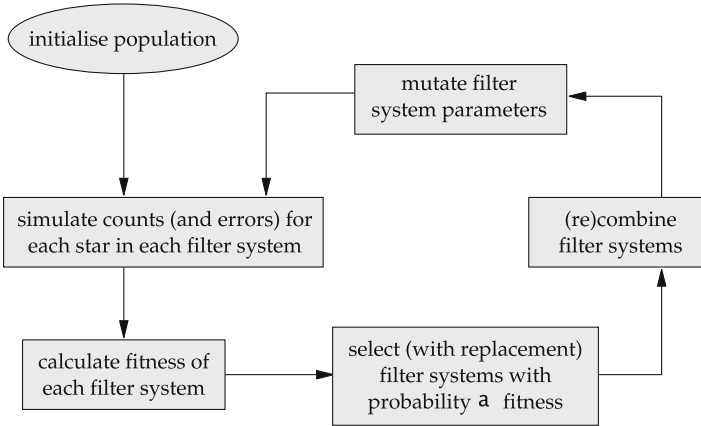 initialise population
mutate filter
system parameters
simulate counts (and errors) for
each star in each filter system
(re)combine
filter systems
calculate fitness of
each filter system
select (with replacement)
filter systems with
probability a fitness